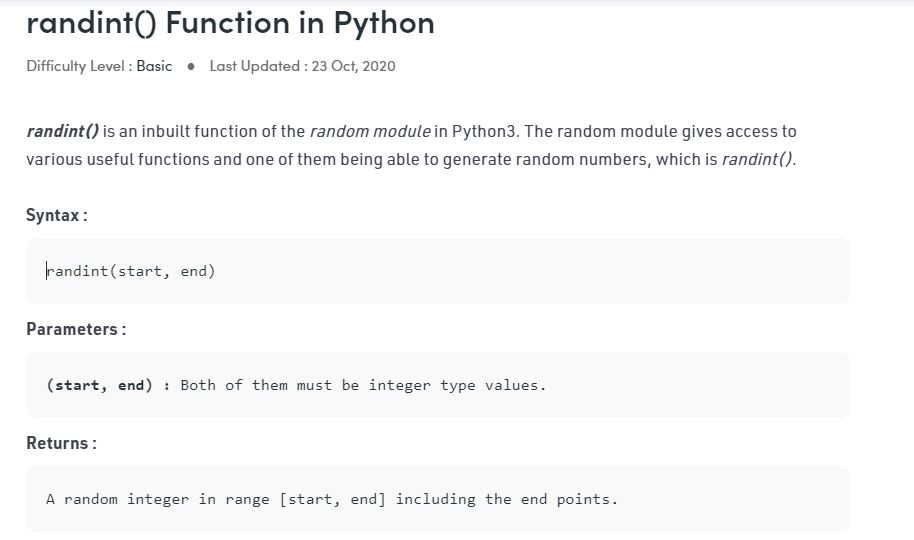 randint() Function in Python
Difficulty Level : Basic ● Last Updated : 23 Oct, 2020
randint() is an inbuilt function of the random module in Python3. The random module gives access to
various useful functions and one of them being able to generate random numbers, which is randint().
Syntax :
randint(start, end)
Parameters :
(start, end) : Both of them must be integer type values.
Returns :
A random integer in range [start, end] including the end points.